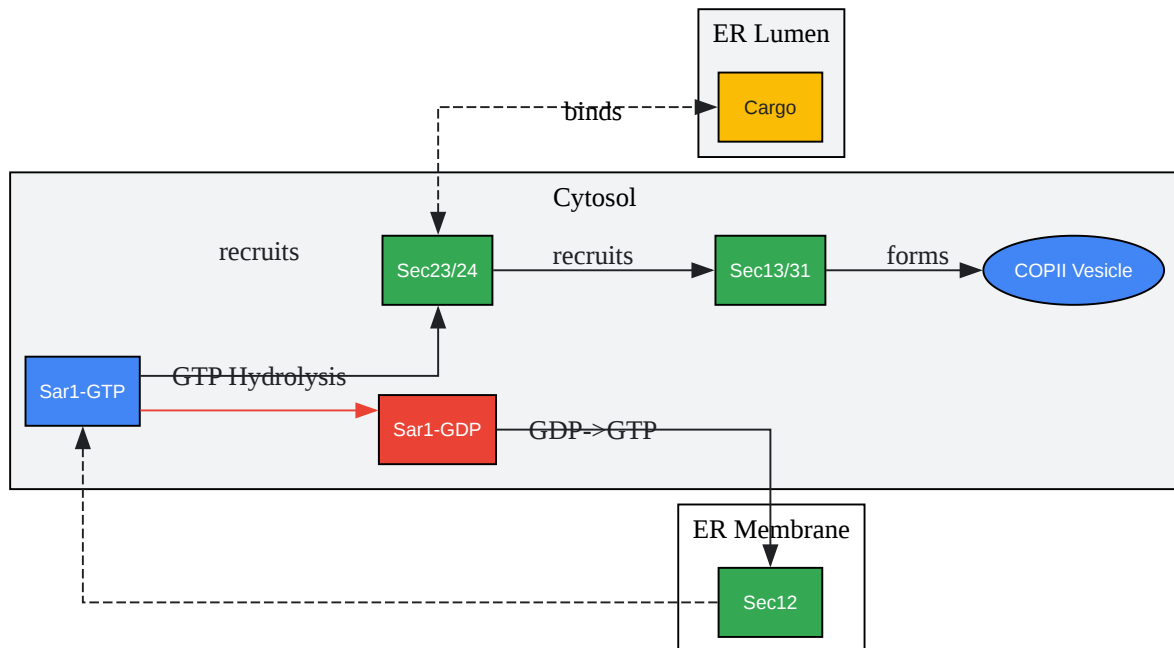 ER Lumen
Cargo
binds
Cytosol
recruits
Sec23/24
recruits
Sec13/31
forms
COPII Vesicle
Sar1-GTP
GTP Hydrolysis
Sar1-GDP
GDP->GTP
ER Membrane
Sec12